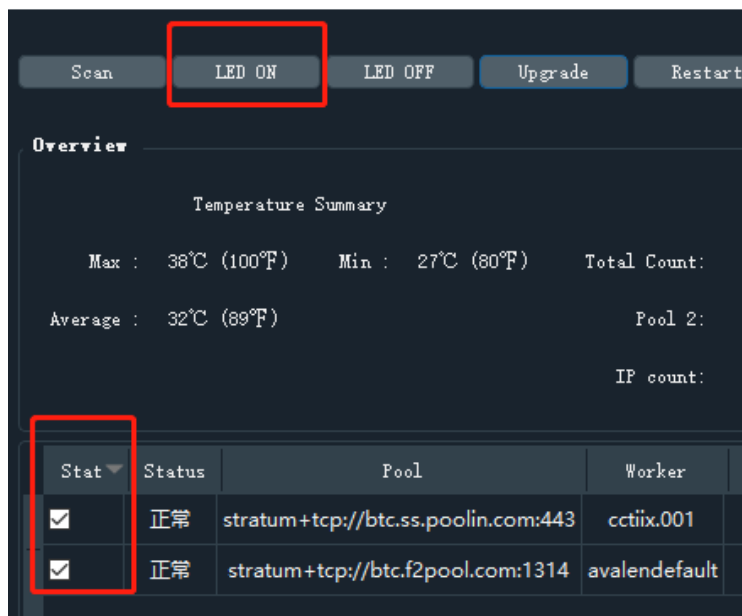 Scan LED ON LED OFF Upgrade Restart
Overview
Temperature Summary
Max : 38℃ (100℉) Min : 27℃ (80℉) Total Count:
Average : 32℃ (89℉) Pool 2:
IP count:
Stat Status Pool Worker
正常 stratum+tcp://btc.ss.poolin.com:443 cctiix.001
正常 stratum+tcp://btc.f2pool.com:1314 avalendefault